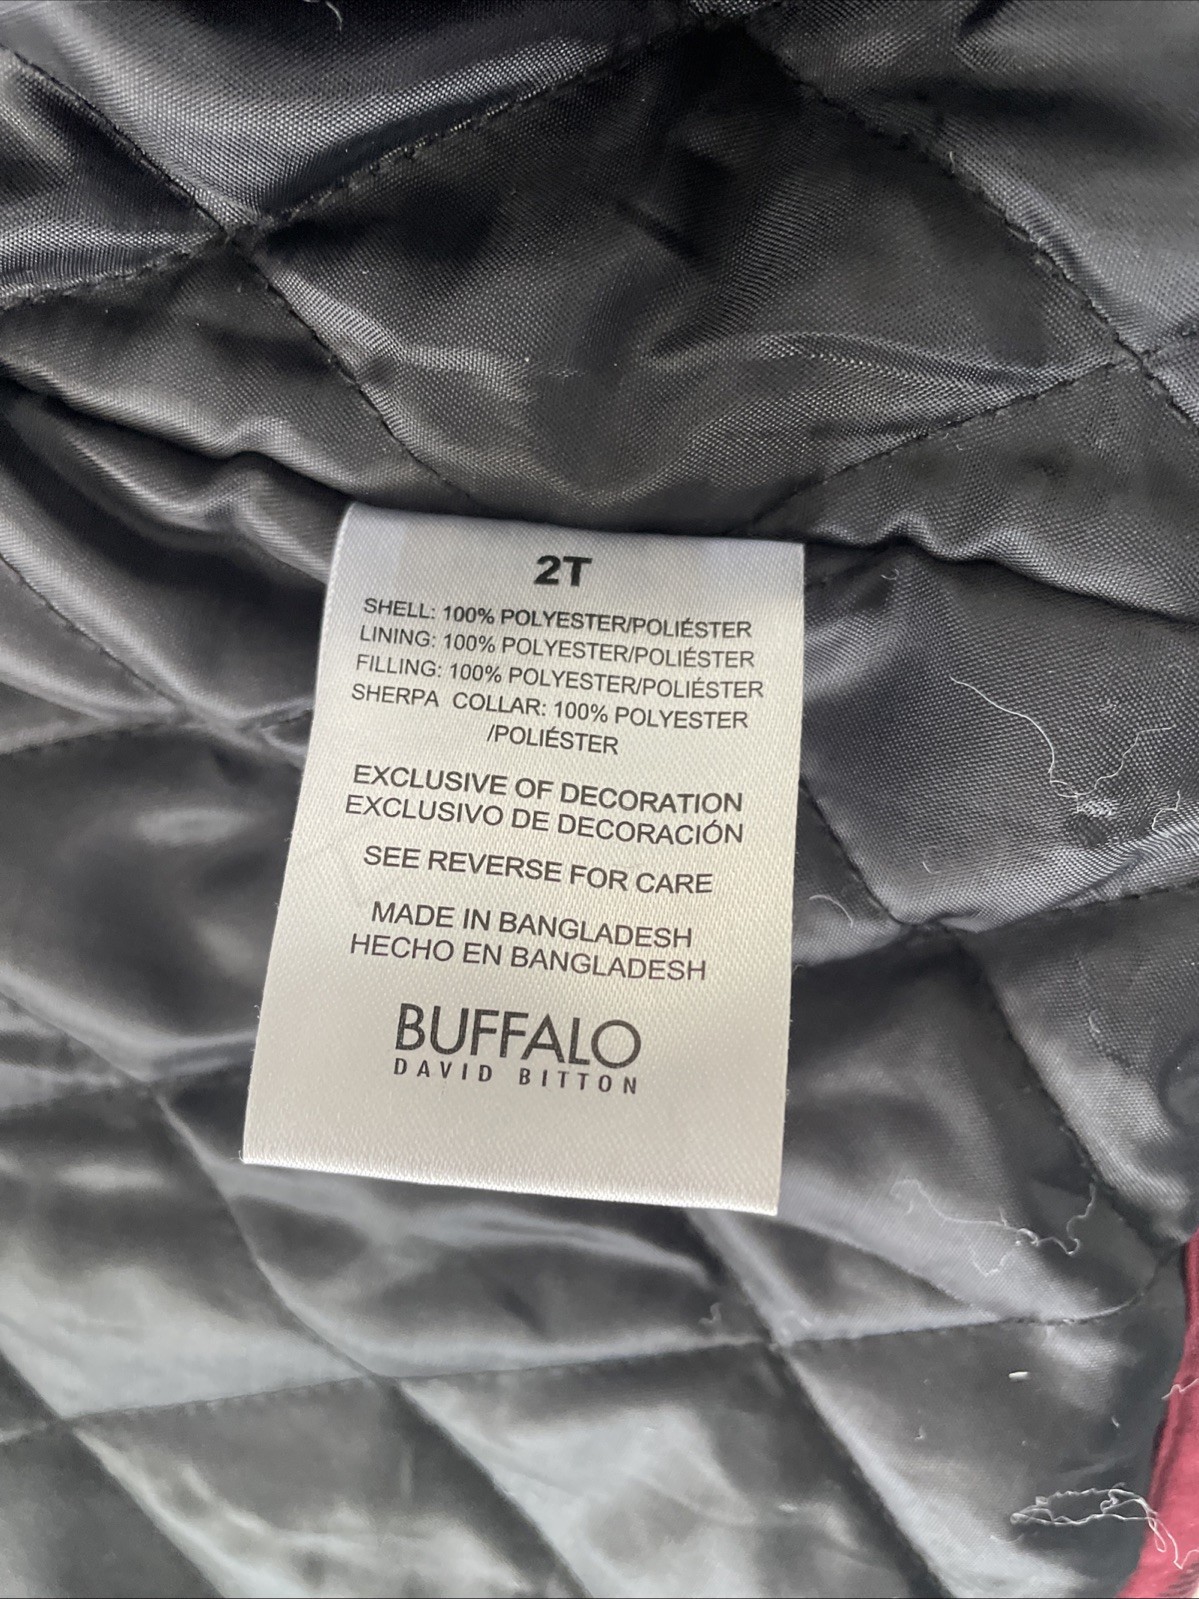 2T
SHELL: 100% POLYESTER/POLIÉSTER
LINING: 100% POLYESTER/POLIÉSTER
FILLING: 100% POLYESTER/POLIÉSTER
SHERPA COLLAR: 100% POLYESTER
/POLIÉSTER
EXCLUSIVE OF DECORATION
EXCLUSIVO DE DECORACIÓN
SEE REVERSE FOR CARE
MADE IN BANGLADESH
HECHO EN BANGLADESH
BUFFALO
DAVID BITTON